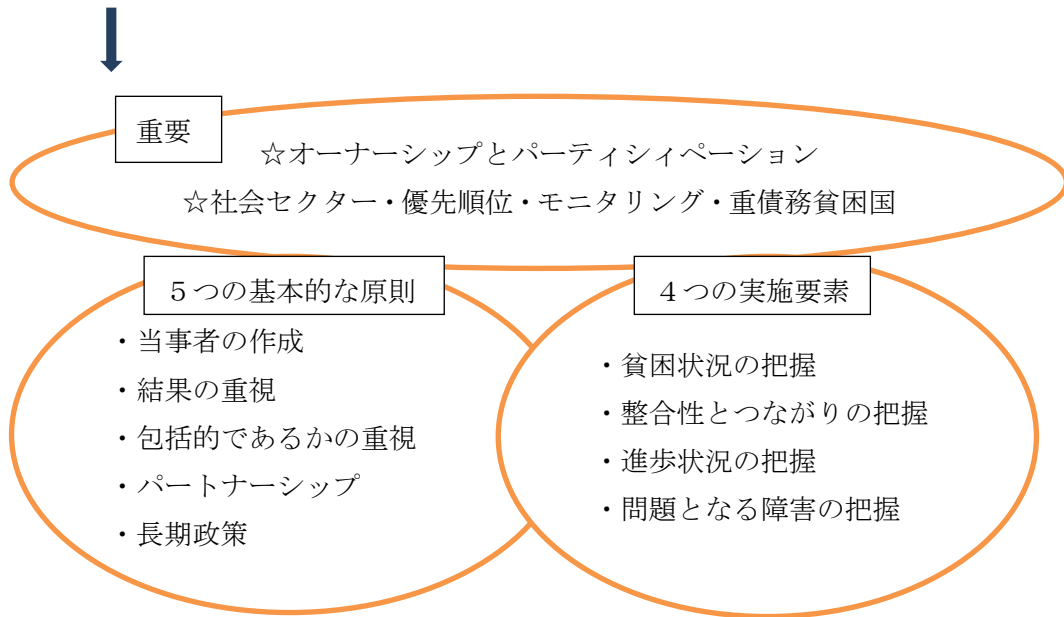 重要
☆オーナーシップとパーティシィペーション
☆社会セクター・優先順位・モニタリング・重債務貧困国
５つの基本的な原則
・当事者の作成
・結果の重視
・包括的であるかの重視
・パートナーシップ
・長期政策
４つの実施要素
・貧困状況の把握
・整合性とつながりの把握
・進歩状況の把握
・問題となる障害の把握